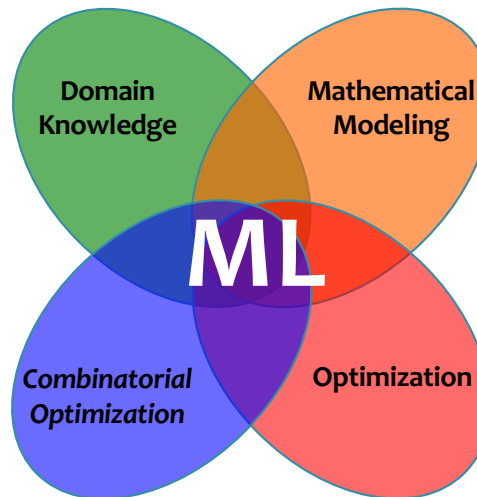 Domain
Knowledge
Mathematical
Modeling
ML
Combinatorial
Optimization
Optimization